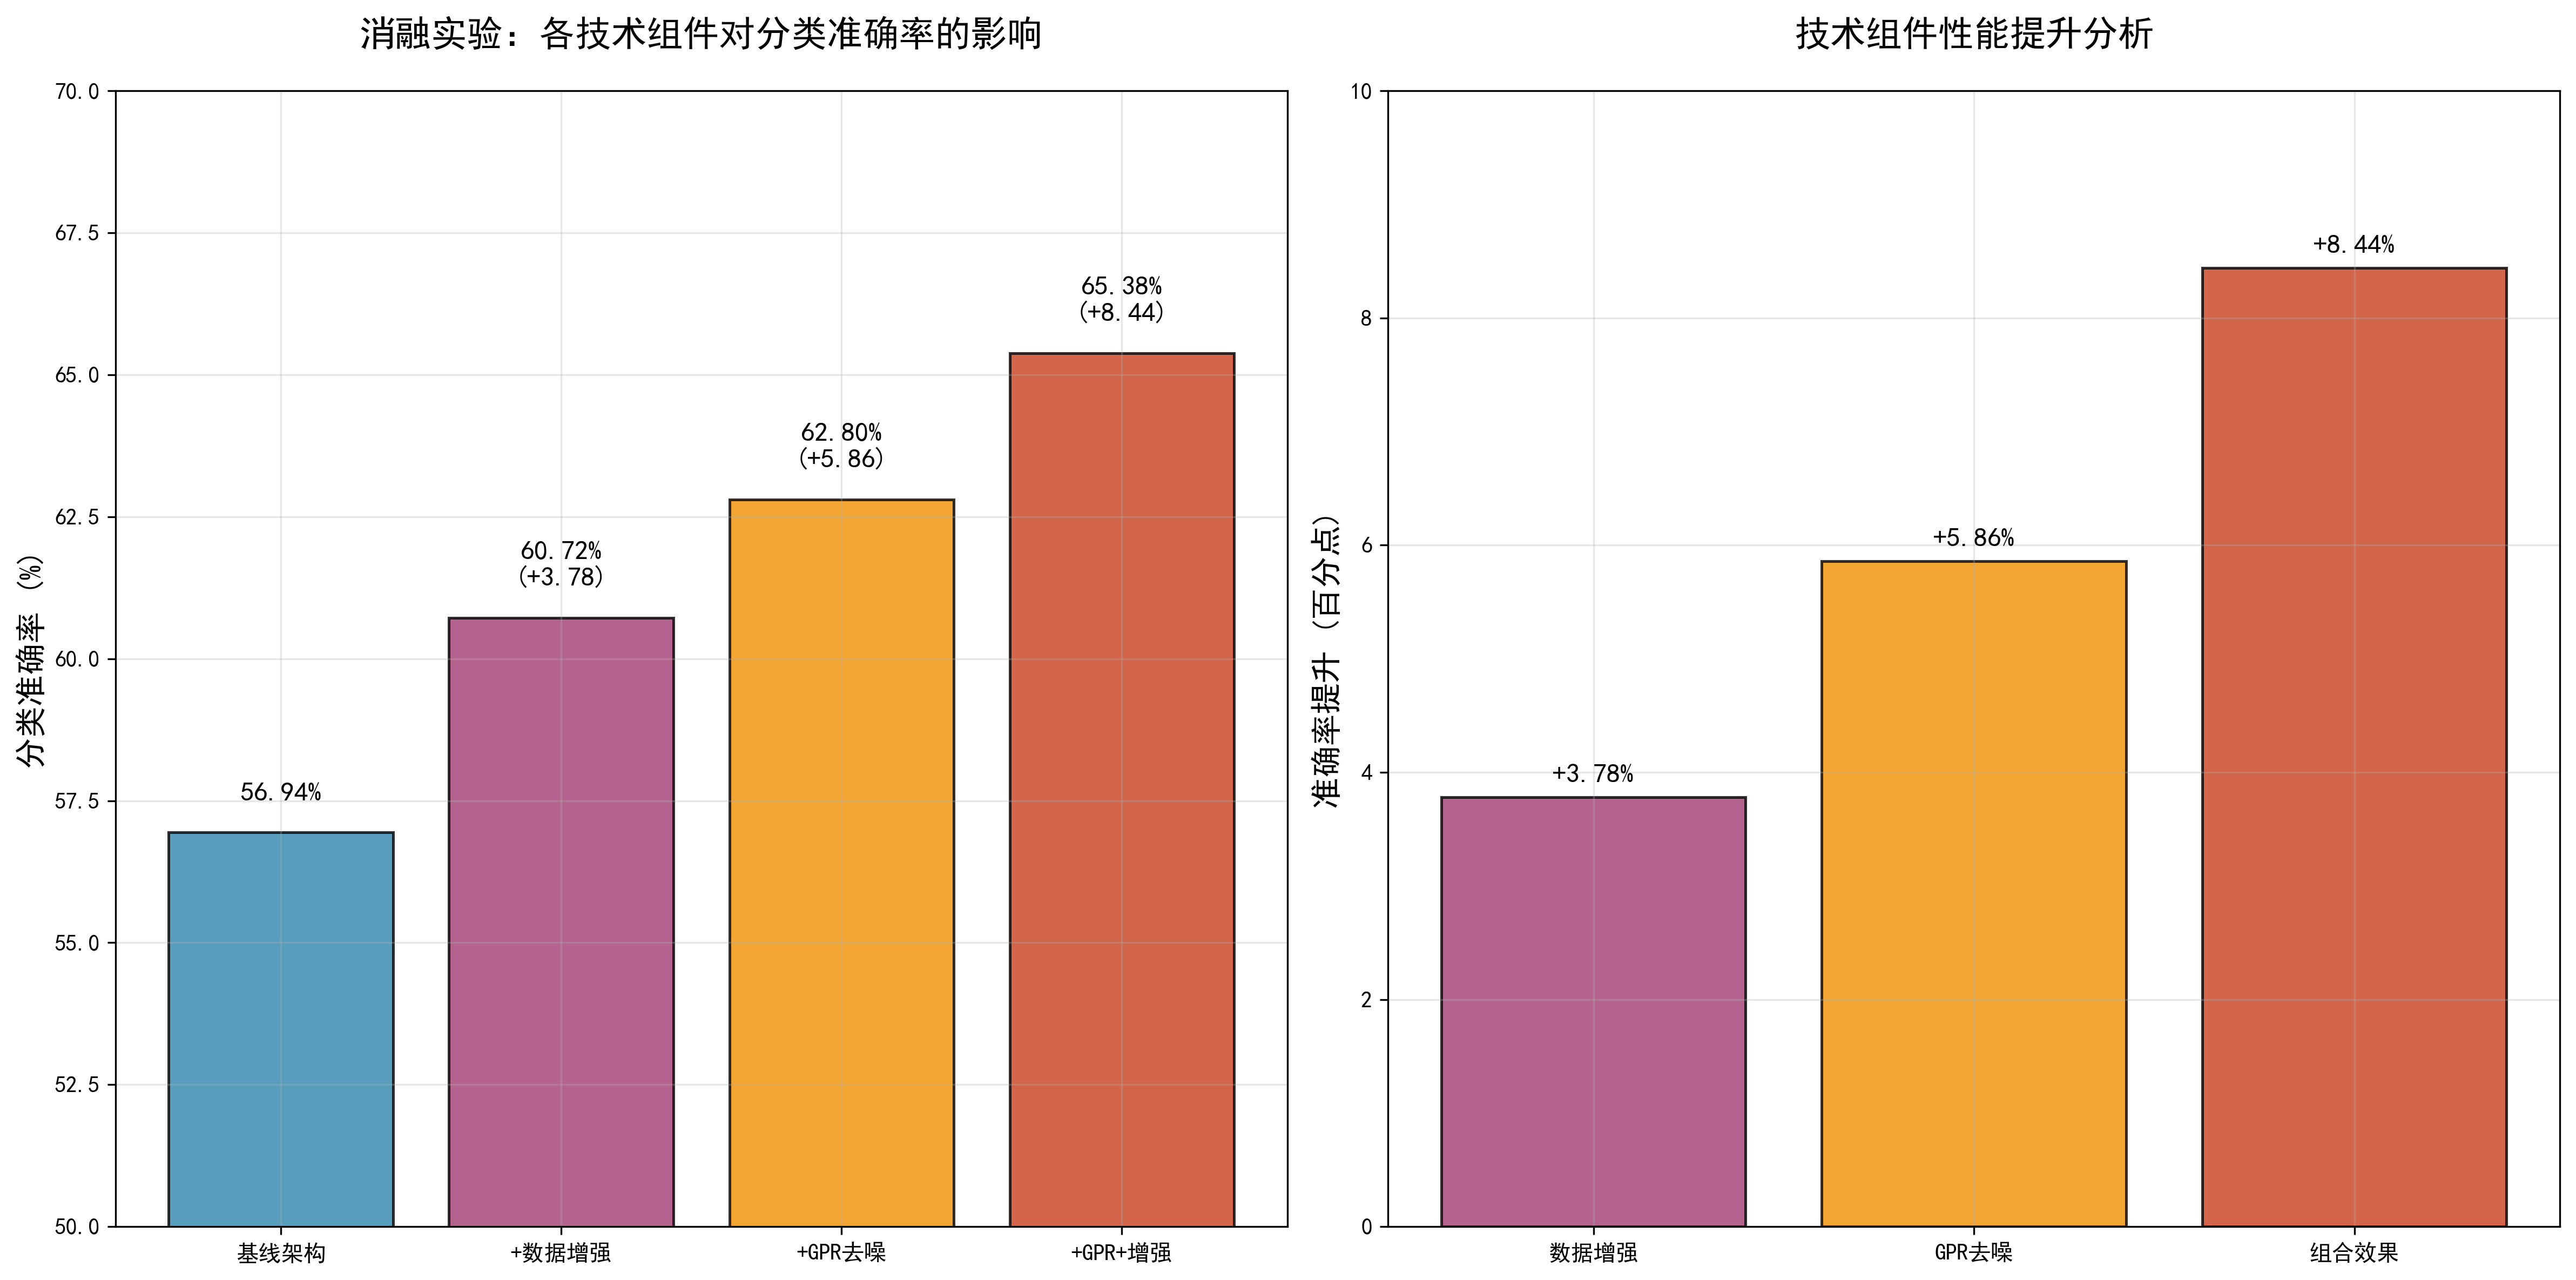 消融实验：各技术组件对分类准确率的影响
分类准确率 (%)
70.0
67.5
65.0
62.5
60.0
57.5
55.0
52.5
50.0
56.94%
60.72%
(+3.78)
62.80%
(+5.86)
65.38%
(+8.44)
基线架构
+数据增强
+GPR去噪
+GPR+增强
技术组件性能提升分析
准确率提升 (百分点)
10
8
6
4
2
0
+3.78%
+5.86%
+8.44%
数据增强
GPR去噪
组合效果